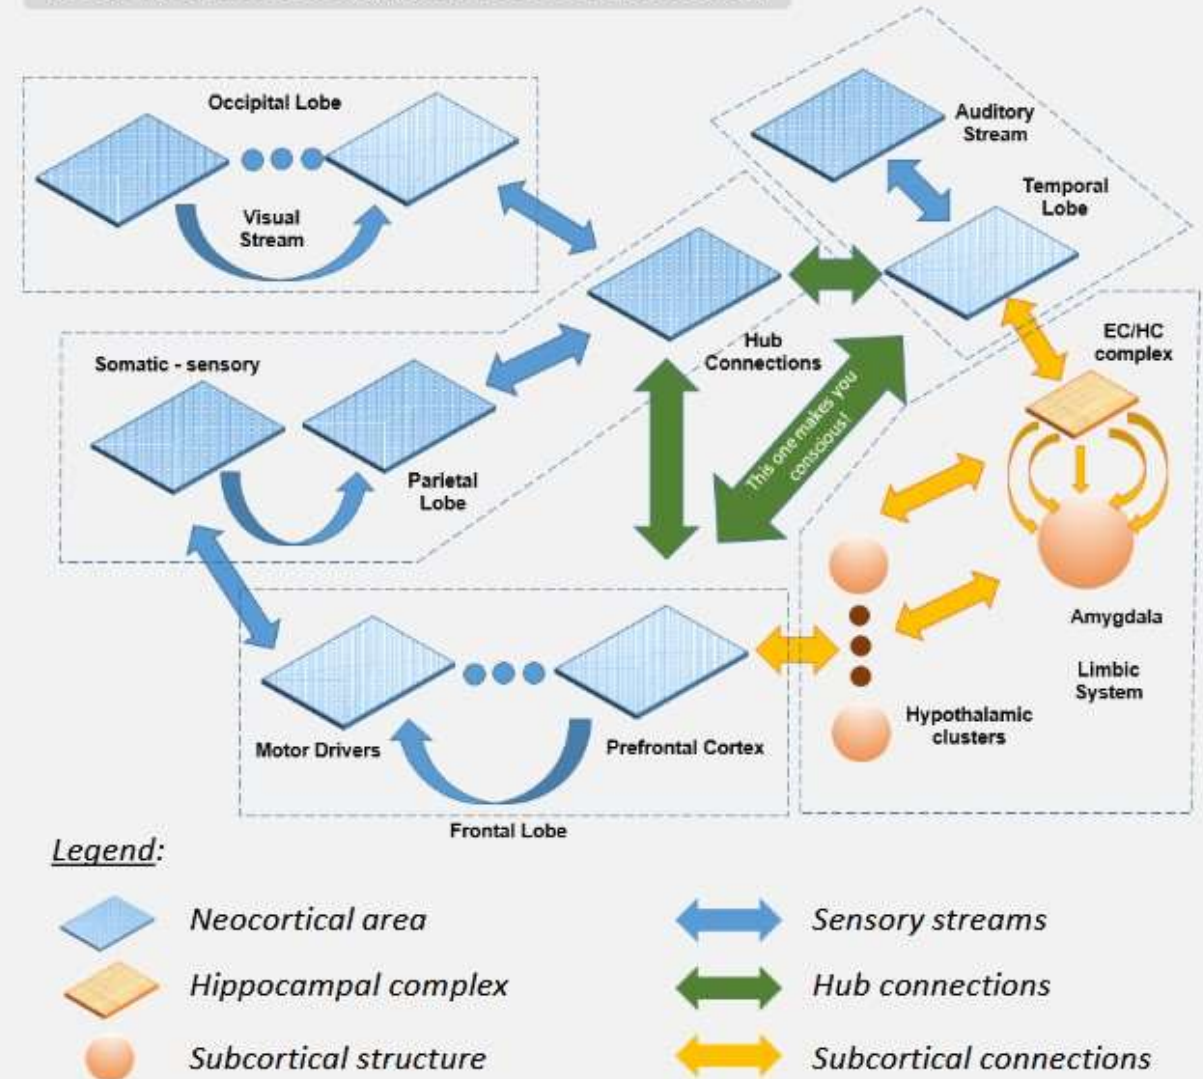 Occipital Lobe
Visual
Stream
Auditory
Stream
Temporal
Lobe
Hub
Connections
EC/HC
complex
Somatic - sensory
Parietal
Lobe
This one makes you
conscious!
Amygdala
Limbic
System
Hypothalamic
clusters
Motor Drivers
Prefrontal Cortex
Frontal Lobe
Legend:
Neocortical area
Sensory streams
Hippocampal complex
Hub connections
Subcortical structure
Subcortical connections